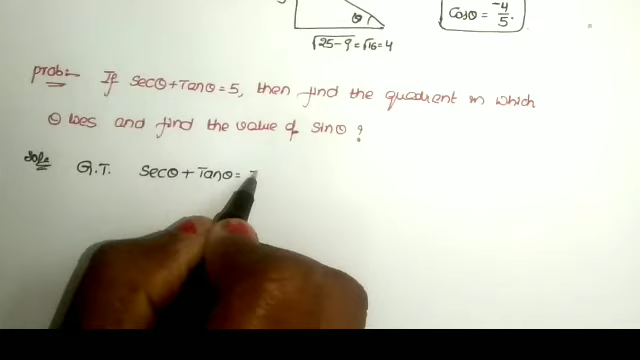 θ
Cosθ = -4/5.
√25-9 = √16 = 4
prob:- If Secθ + Tanθ = 5, then find the quadrant in which
θ lies and find the value of sinθ ?
Sol:- G.T. Secθ + Tanθ =